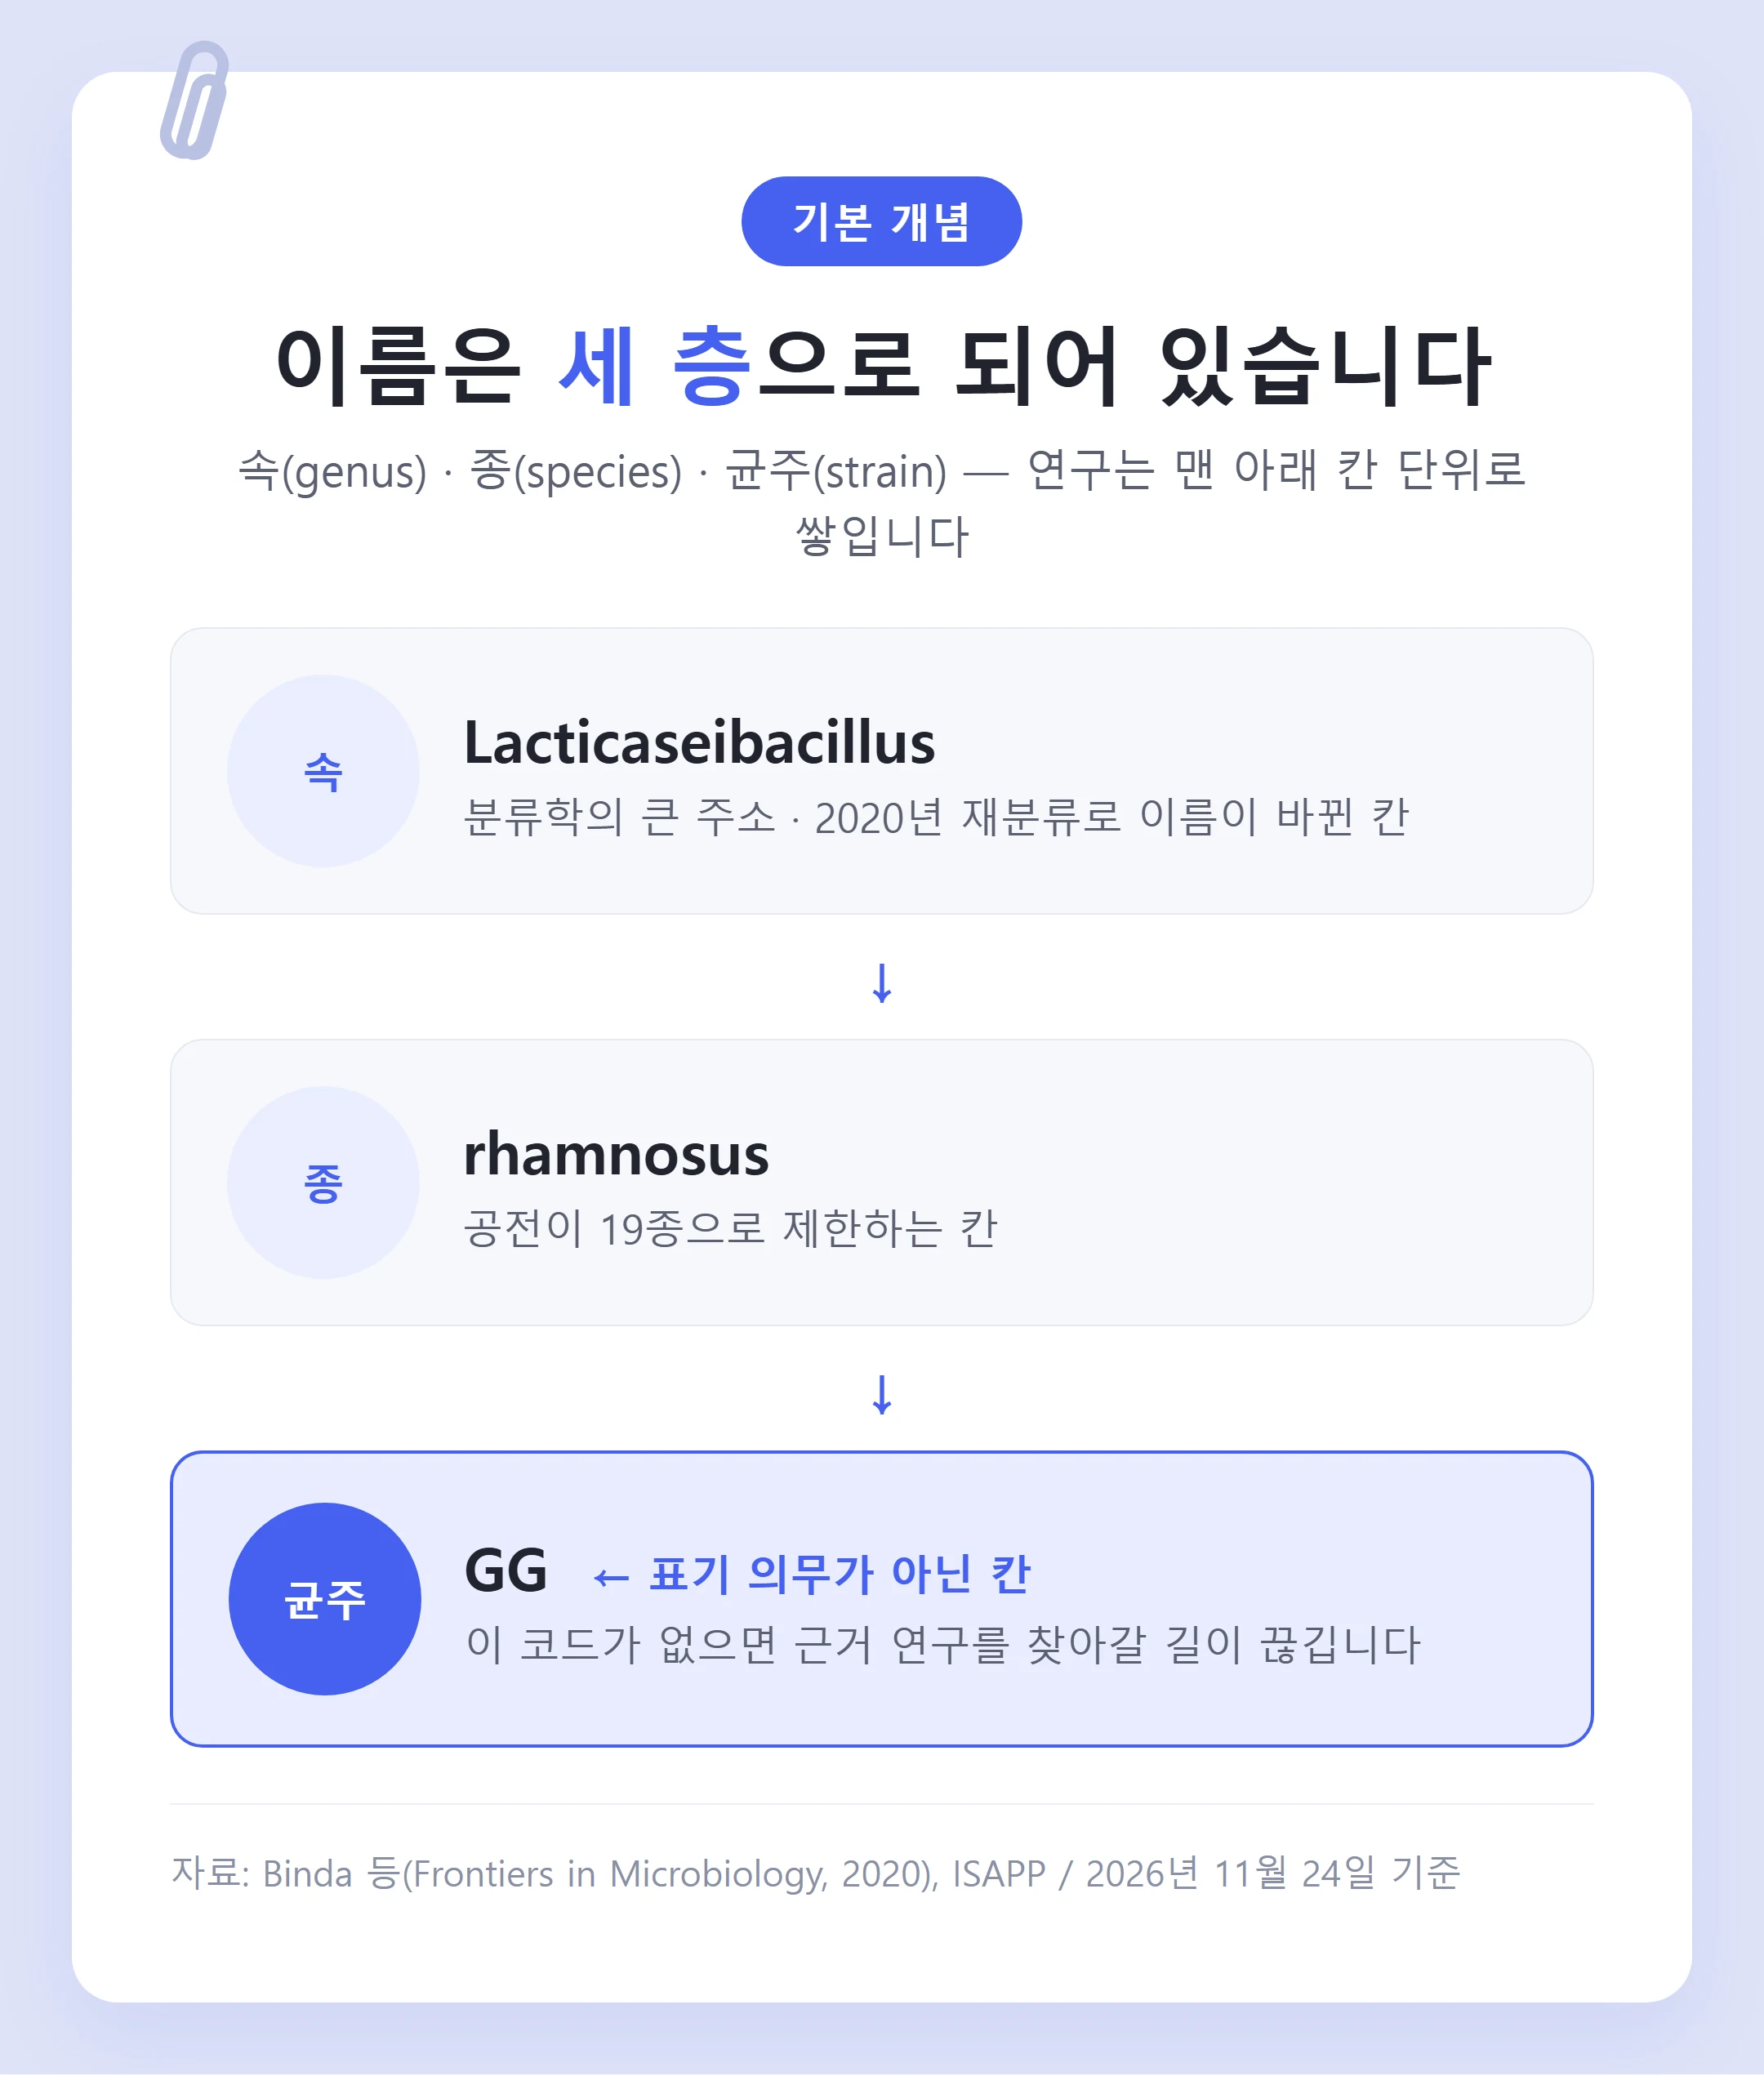 기본 개념
이름은 세 층으로 되어 있습니다
속(genus) · 종(species) · 균주(strain) — 연구는 맨 아래 칸 단위로
쌓입니다
속
Lacticaseibacillus
분류학의 큰 주소 · 2020년 재분류로 이름이 바뀐 칸
↓
종
rhamnosus
공전이 19종으로 제한하는 칸
↓
균주
GG ← 표기 의무가 아닌 칸
이 코드가 없으면 근거 연구를 찾아갈 길이 끊깁니다
자료: Binda 등(Frontiers in Microbiology, 2020), ISAPP / 2026년 11월 24일 기준